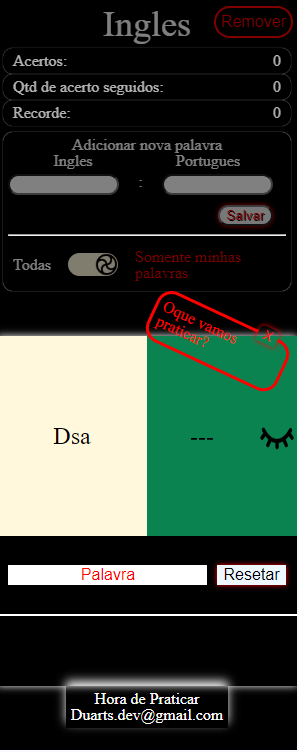 Ingles
Remover
Acertos: 0
Qtd de acerto seguidos: 0
Recorde: 0
Adicionar nova palavra
Ingles Portugues
:
Salvar
Todas
Somente minhas
palavras
Oque vamos
praticar?
X
Dsa ---
Palavra Resetar
Hora de Praticar
Duarts.dev@gmail.com